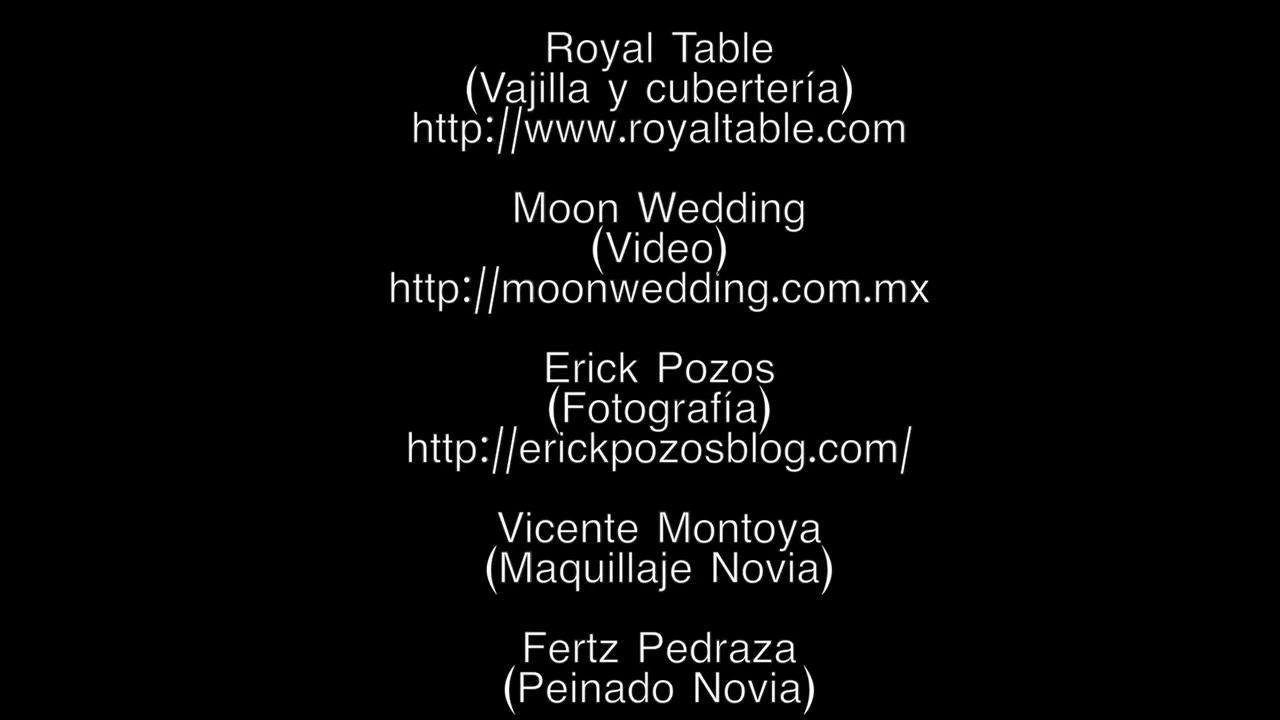 Royal Table
(Vajilla y cubertería)
http://www.royaltable.com
Moon Wedding
(Video)
http://moonwedding.com.mx
Erick Pozos
(Fotografía)
http://erickpozosblog.com/
Vicente Montoya
(Maquillaje Novia)
Fertz Pedraza
(Peinado Novia)